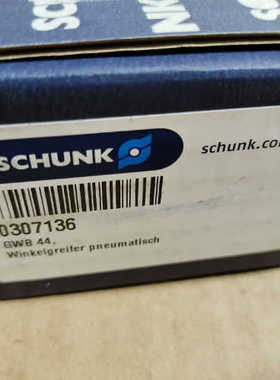 SCHUNK
schunk.co
0307136
GWB 44,
Winkelgreifer pneumatisch